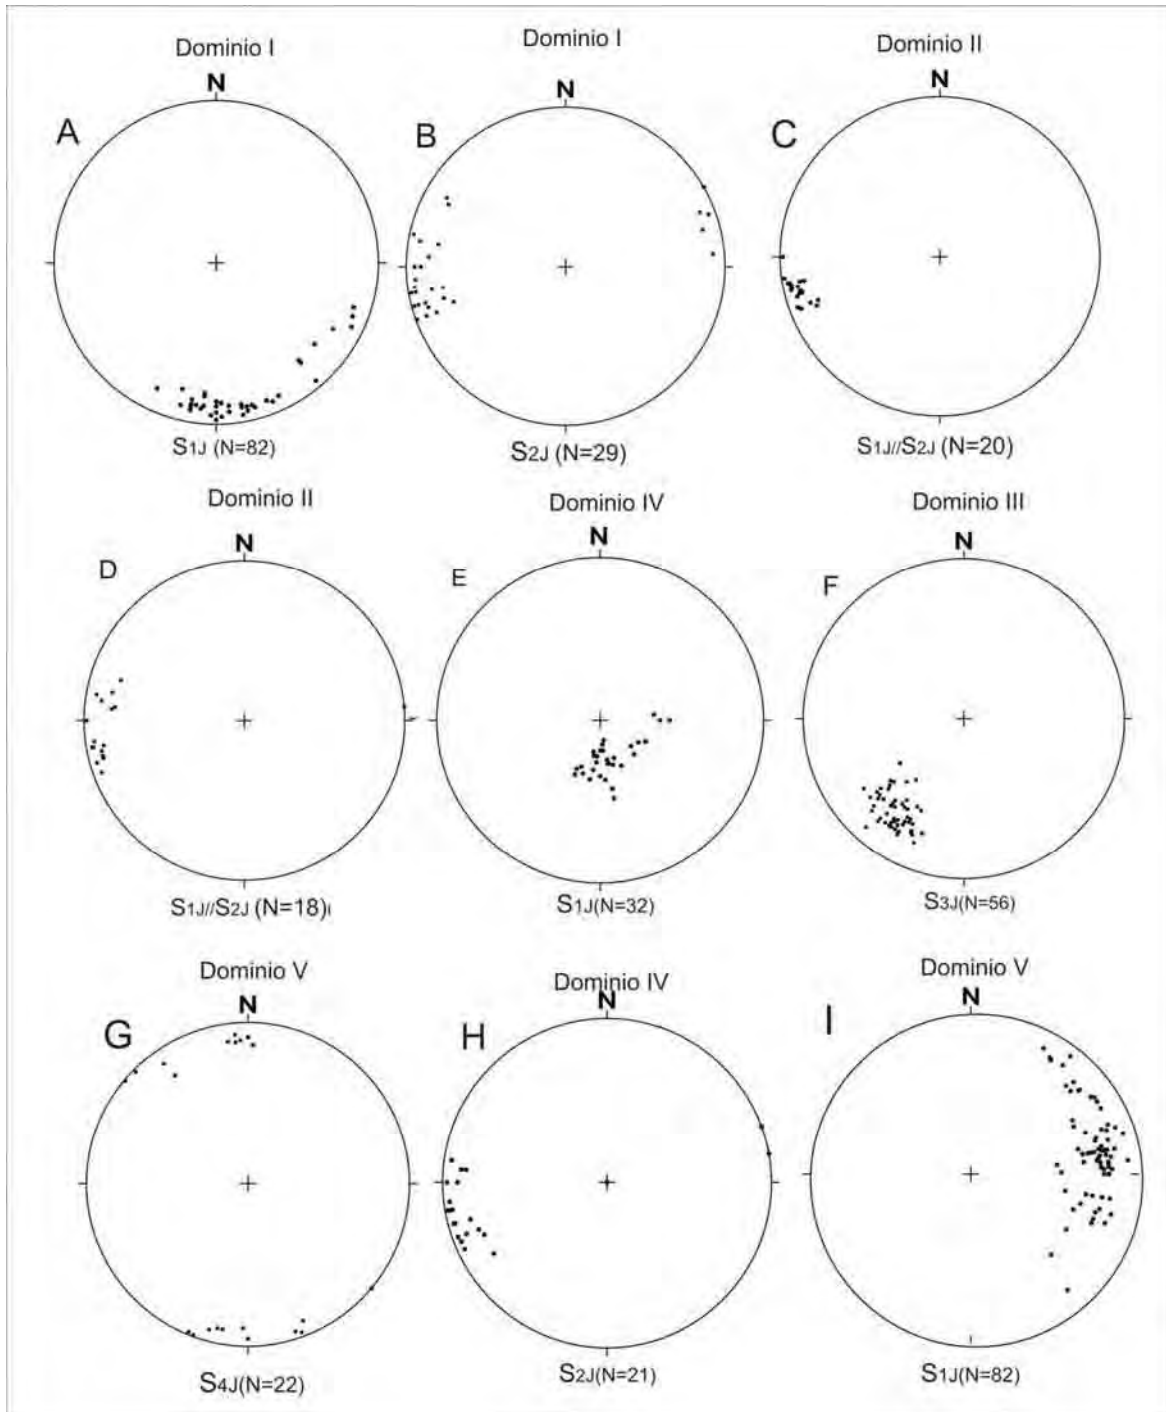 Dominio I
N
A
S1J (N=82)
Dominio I
N
B
S2J (N=29)
Dominio II
N
C
S1J//S2J (N=20)
Dominio II
N
D
S1J//S2J (N=18)
Dominio IV
N
E
S1J(N=32)
Dominio III
N
F
S3J(N=56)
Dominio V
N
G
S4J(N=22)
Dominio IV
N
H
S2J(N=21)
Dominio V
N
I
S1J(N=82)